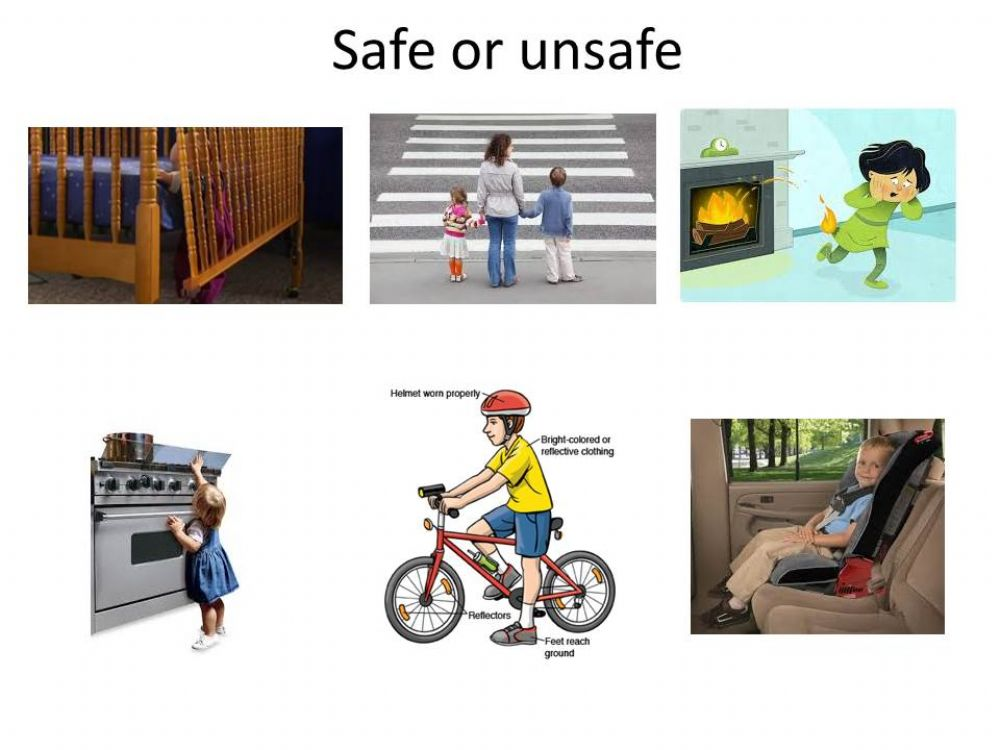 Safe or unsafe
Helmet worn properly
Bright-colored or
reflective clothing
Reflectors
Feet reach
ground